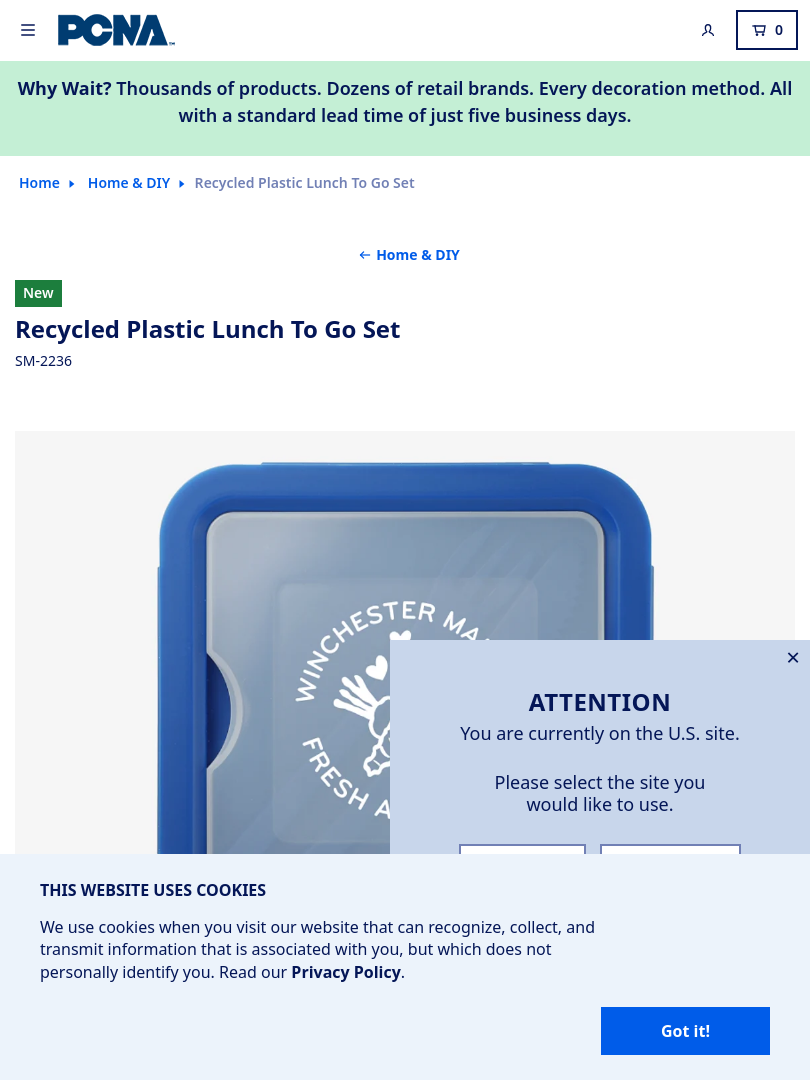 PCNA
0
Why Wait? Thousands of products. Dozens of retail brands. Every decoration method. All
with a standard lead time of just five business days.
Home
Home & DIY
Recycled Plastic Lunch To Go Set
Home & DIY
New
Recycled Plastic Lunch To Go Set
SM-2236
WINCHESTER
FRESH
ATTENTION
You are currently on the U.S. site.
Please select the site you
would like to use.
THIS WEBSITE USES COOKIES
We use cookies when you visit our website that can recognize, collect, and
transmit information that is associated with you, but which does not
personally identify you. Read our Privacy Policy.
Got it!